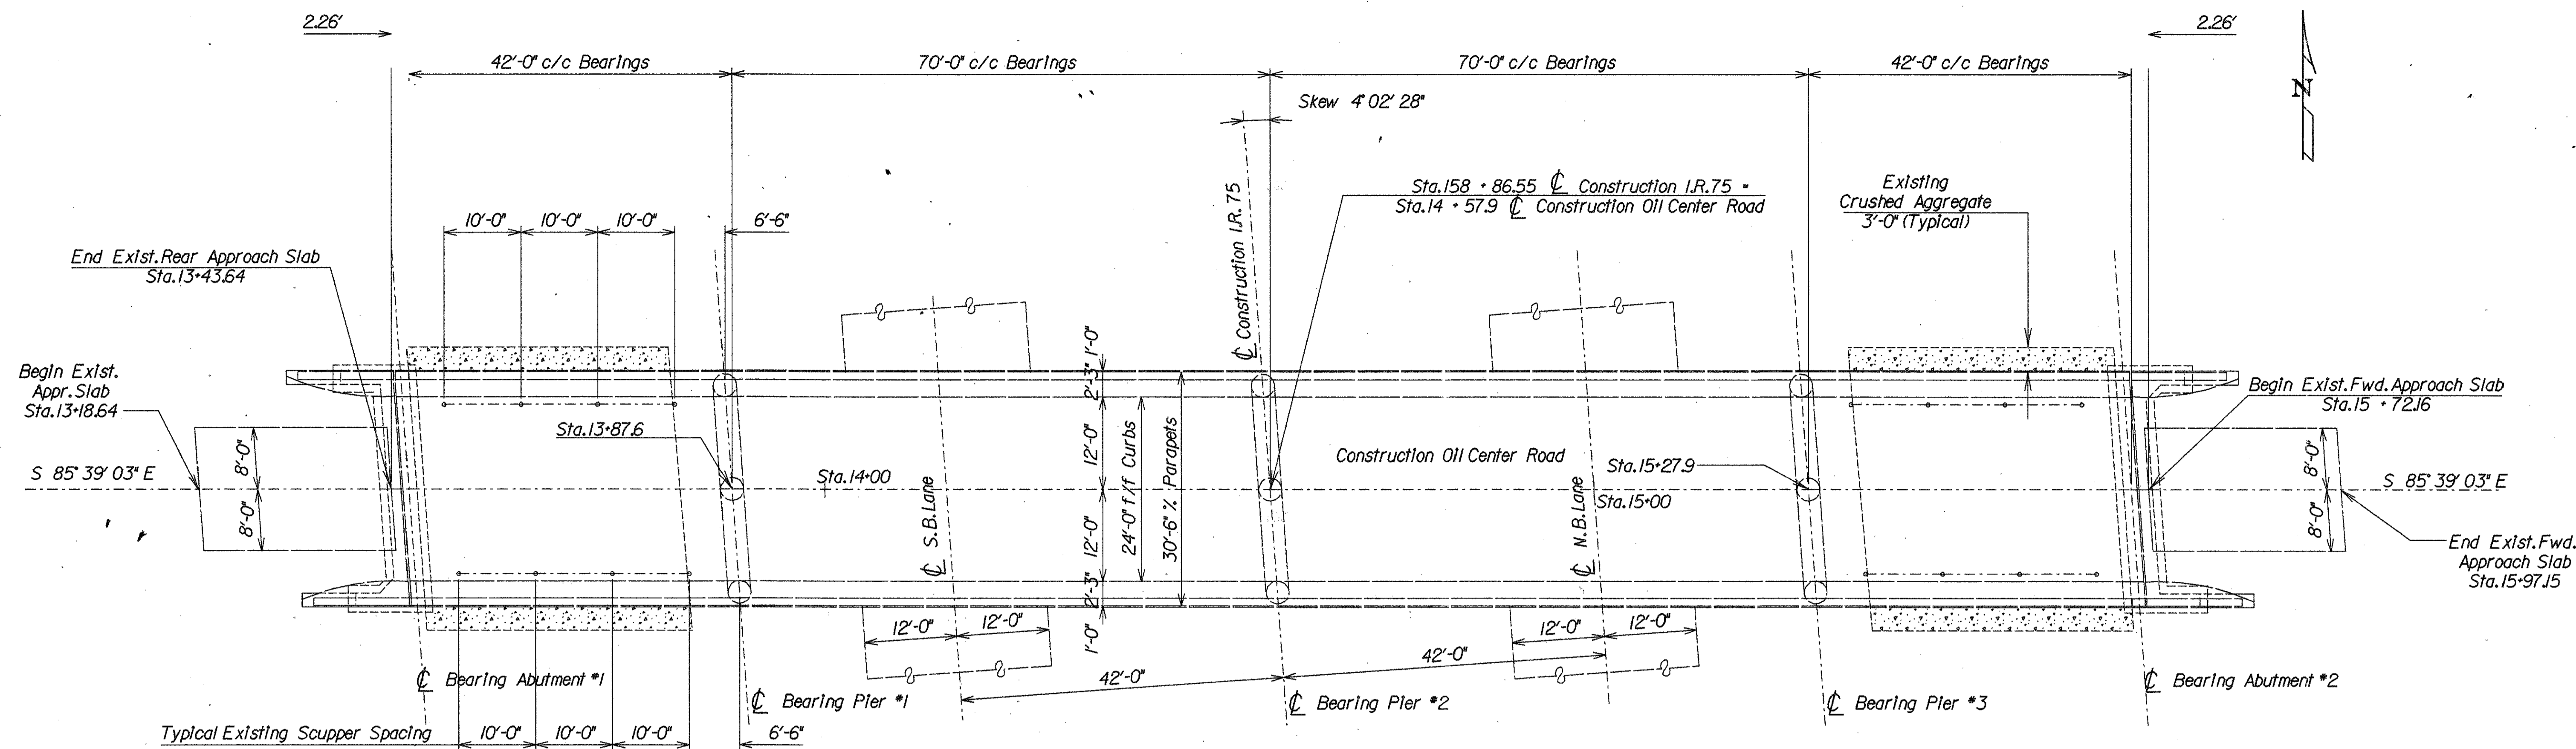 2.26'
2.26'
42'-0" c/c Bearings
70'-0" c/c Bearings
70'-0" c/c Bearings
42'-0" c/c Bearings
N
Skew 4° 02' 28"
Sta.158 + 86.55 ℄ Construction I.R.75 =
Sta.14 + 57.9 ℄ Construction Oil Center Road
Existing
Crushed Aggregate
3'-0" (Typical)
℄ Construction I.R. 75
10'-0"
10'-0"
10'-0"
6'-6"
End Exist.Rear Approach Slab
Sta.13+43.64
Begin Exist.
Appr.Slab
Sta.13+18.64
Begin Exist.Fwd.Approach Slab
Sta.15 + 72.16
1'-0"
2'-3"
12'-0"
12'-0"
2'-3"
1'-0"
24'-0" f/f Curbs
30'-6" % Parapets
Sta.13+87.6
Sta.14+00
Construction Oil Center Road
Sta.15+27.9
Sta.15+00
8'-0"
8'-0"
S 85° 39' 03" E
8'-0"
8'-0"
S 85° 39' 03" E
℄ S.B.Lane
℄ N.B.Lane
End Exist.Fwd.
Approach Slab
Sta.15+97.15
12'-0"
12'-0"
12'-0"
12'-0"
42'-0"
42'-0"
℄ Bearing Abutment #1
℄ Bearing Pier #1
℄ Bearing Pier #2
℄ Bearing Pier #3
℄ Bearing Abutment #2
Typical Existing Scupper Spacing
10'-0"
10'-0"
10'-0"
6'-6"